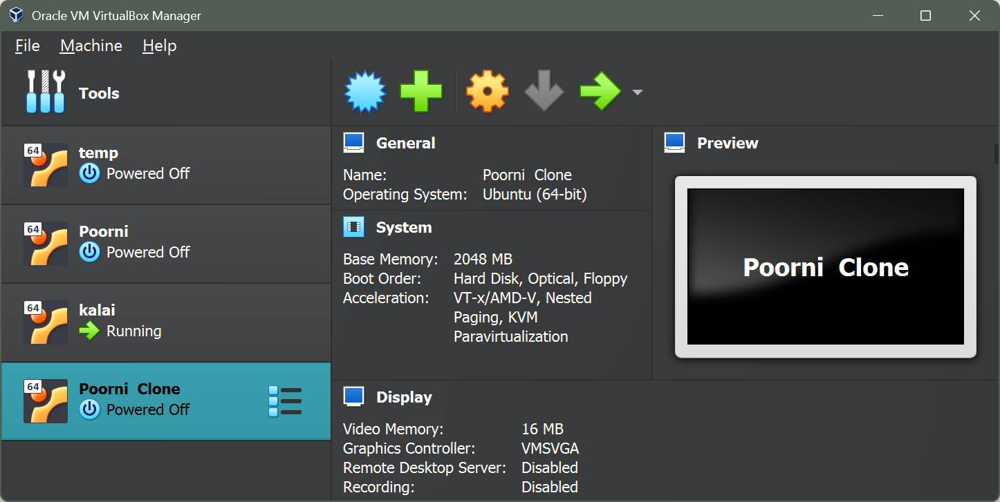 Oracle VM VirtualBox Manager
File Machine Help
Tools
64
temp
Powered Off
64
Poorni
Powered Off
64
kalai
Running
64
Poorni  Clone
Powered Off
General
Name: Poorni  Clone
Operating System: Ubuntu (64-bit)
System
Base Memory: 2048 MB
Boot Order: Hard Disk, Optical, Floppy
Acceleration: VT-x/AMD-V, Nested
Paging, KVM
Paravirtualization
Preview
Poorni  Clone
Display
Video Memory: 16 MB
Graphics Controller: VMSVGA
Remote Desktop Server: Disabled
Recording: Disabled